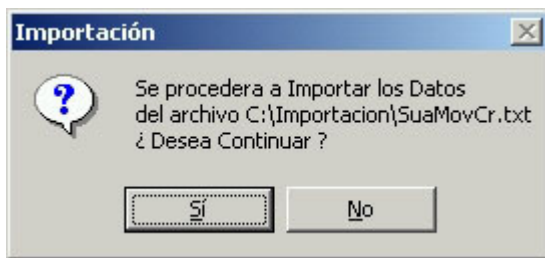 Importación
?
Se procedera a Importar los Datos
del archivo C:\Importacion\SuaMovCr.txt
¿ Desea Continuar ?
Sí
No